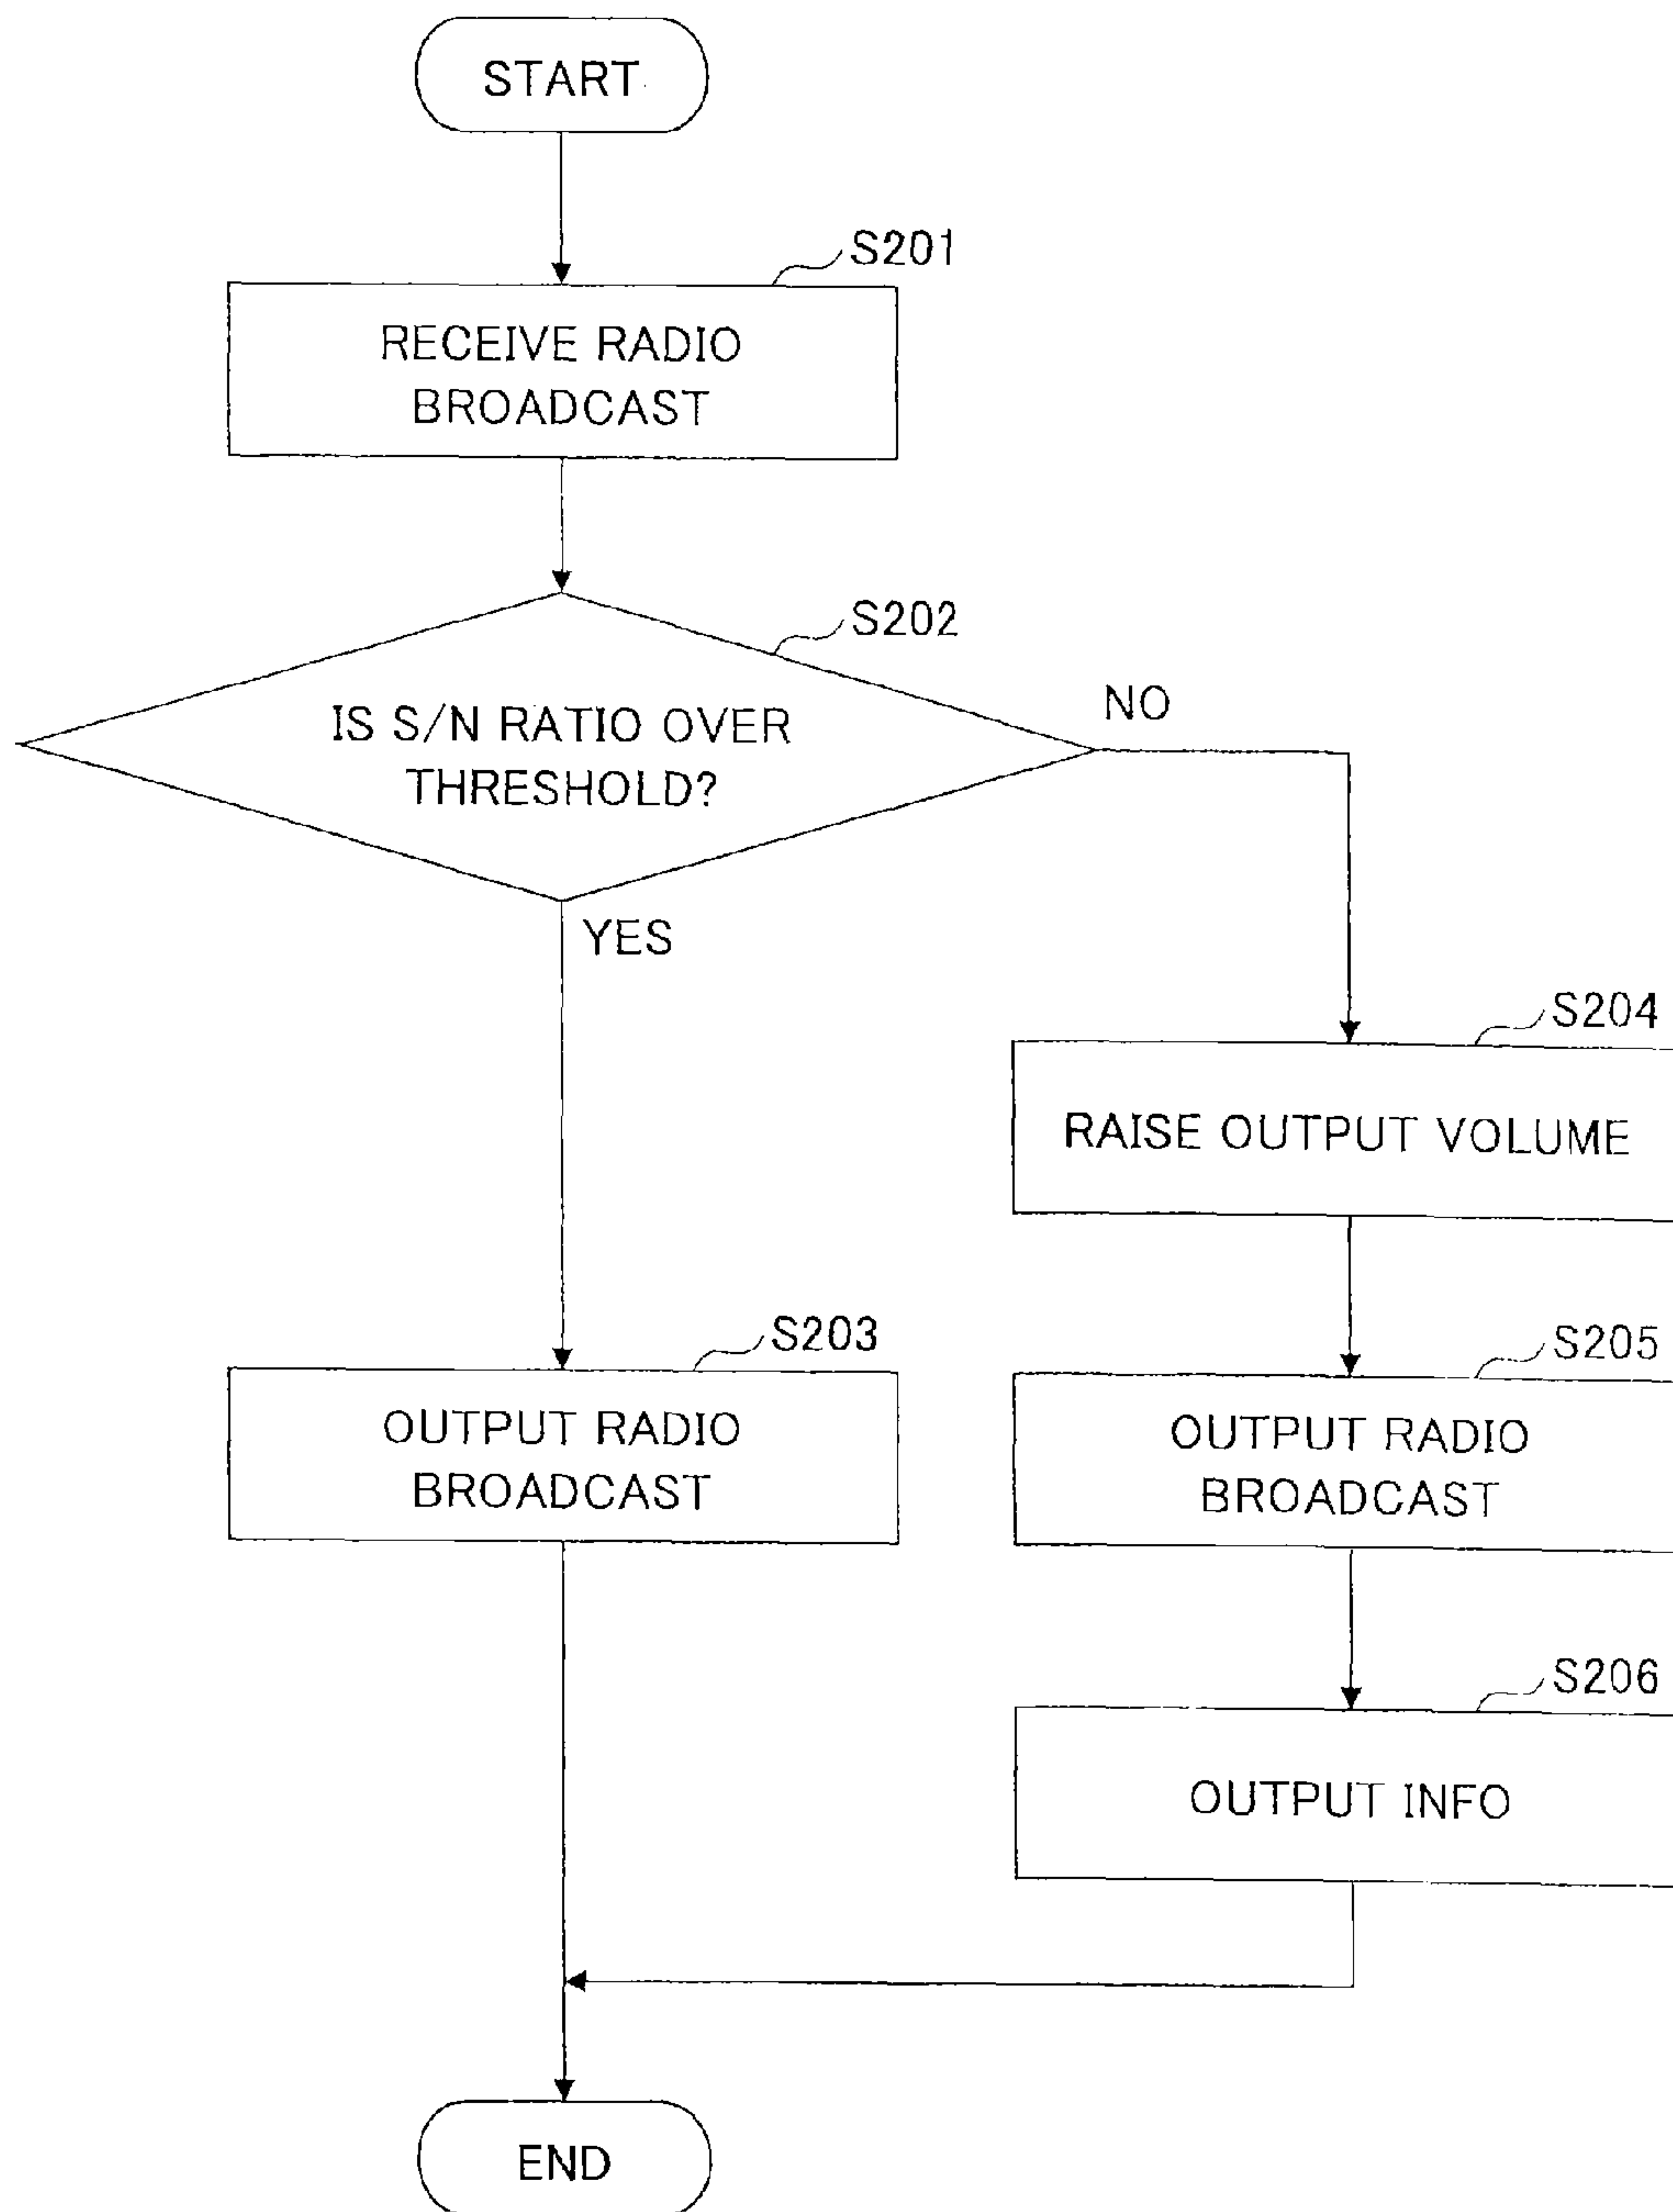 START
S201
RECEIVE RADIO
BROADCAST
S202
IS S/N RATIO OVER
THRESHOLD?
NO
YES
S204
RAISE OUTPUT VOLUME
S203
OUTPUT RADIO
BROADCAST
S205
OUTPUT RADIO
BROADCAST
S206
OUTPUT INFO
END